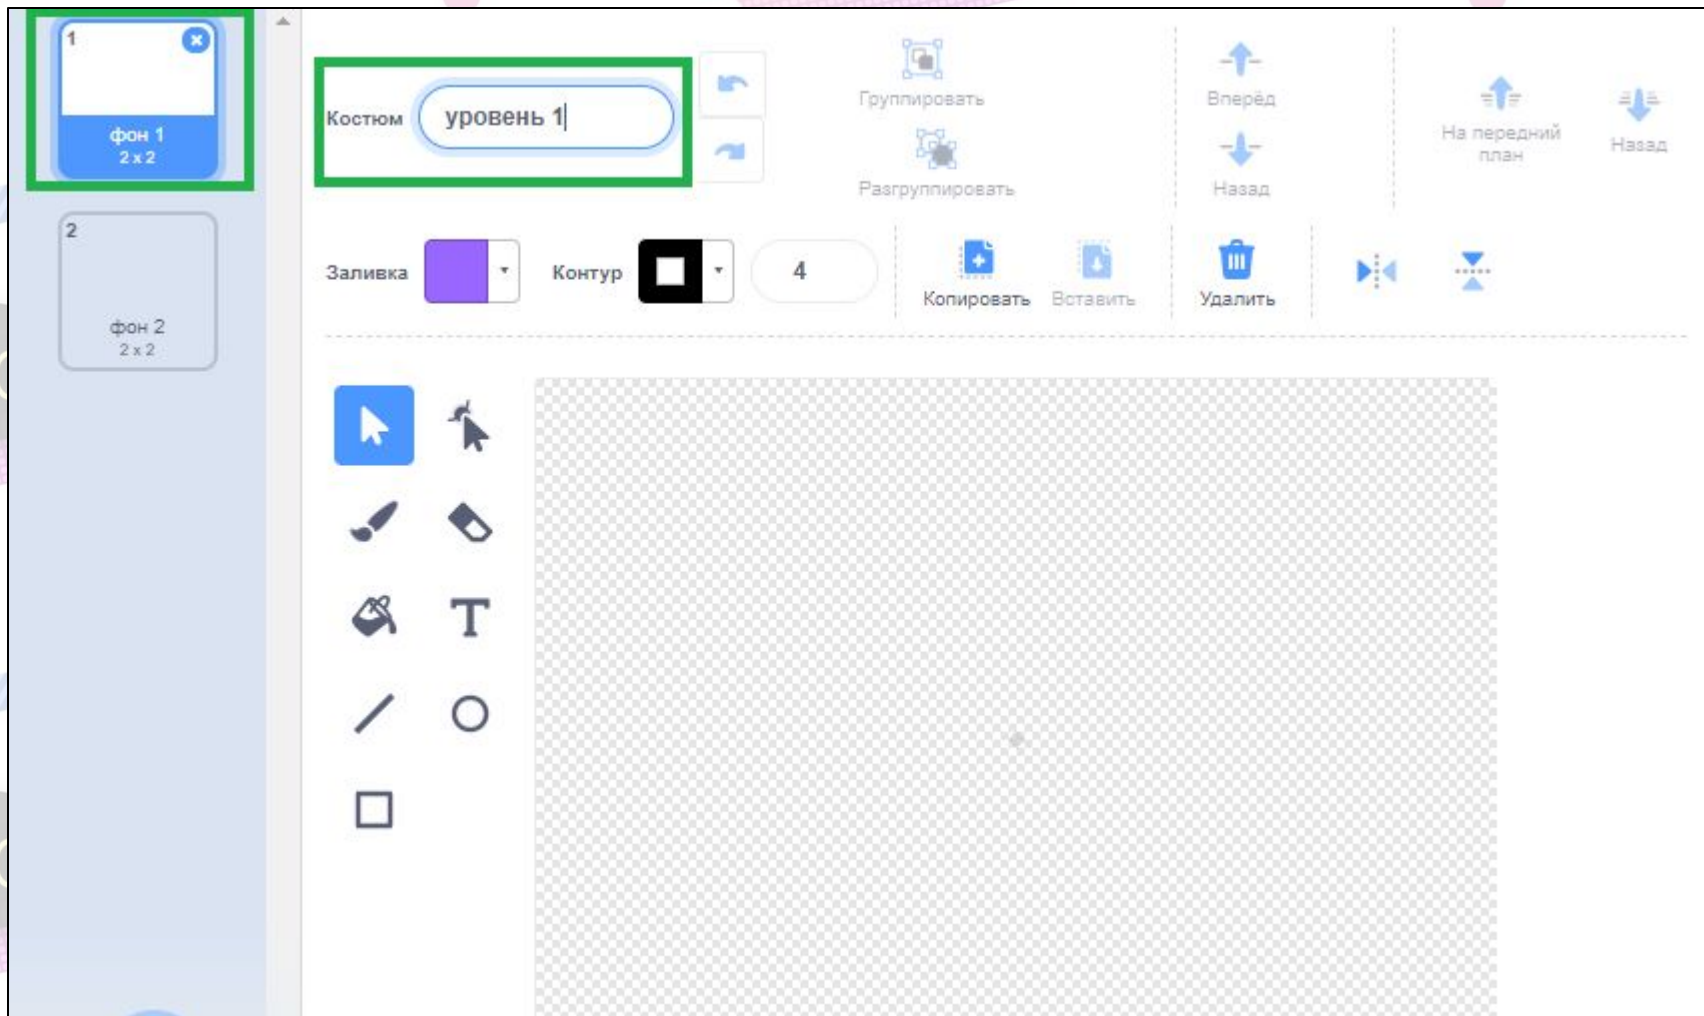 1
фон 1
2 x 2
2
фон 2
2 x 2
Костюм
уровень 1
Группировать
Разгруппировать
Вперёд
Назад
На передний
план
Назад
Заливка
Контур
4
Копировать
Вставить
Удалить
T